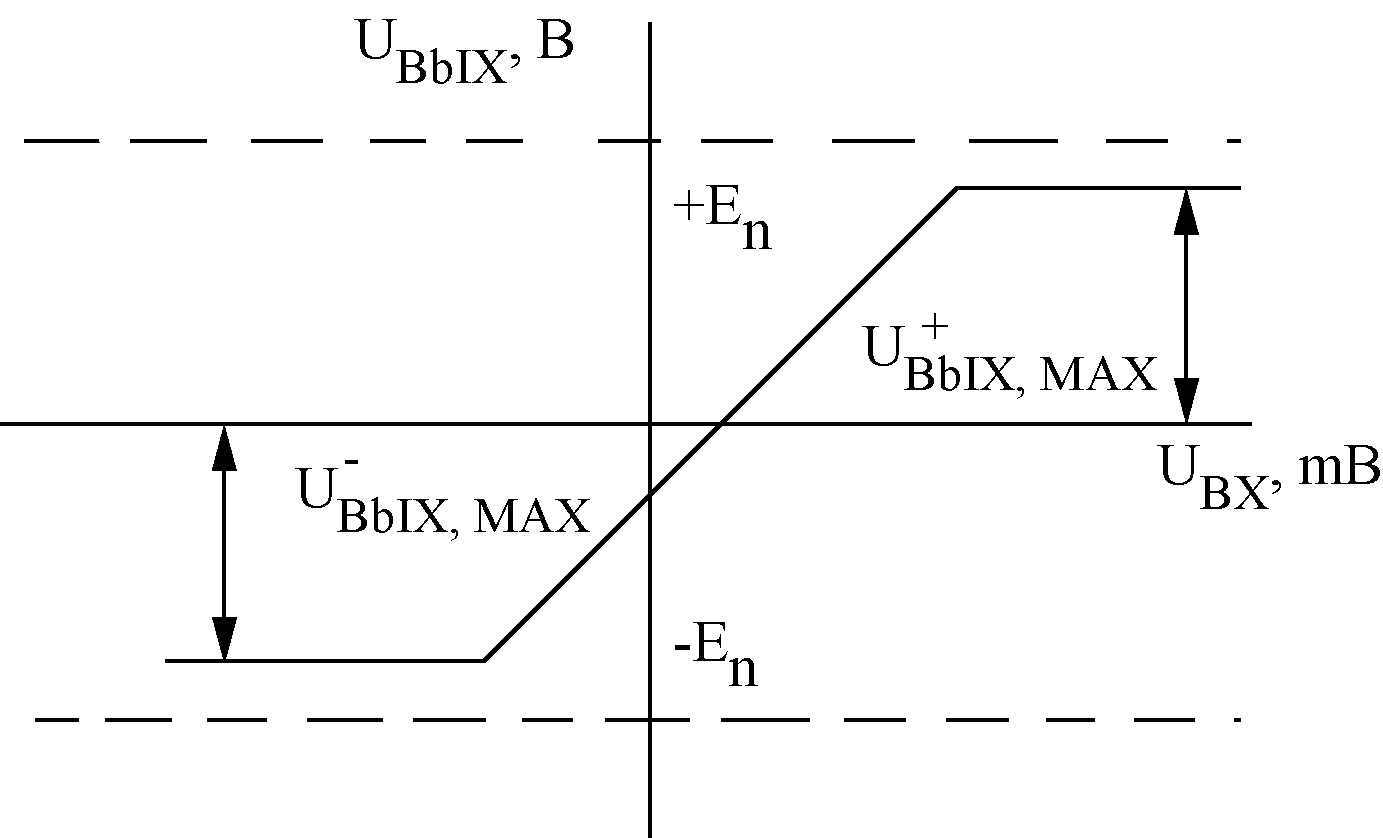 U_BbIX, B
+E_n
U^+_BbIX, MAX
U_BX, mB
U^-_BbIX, MAX
-E_n